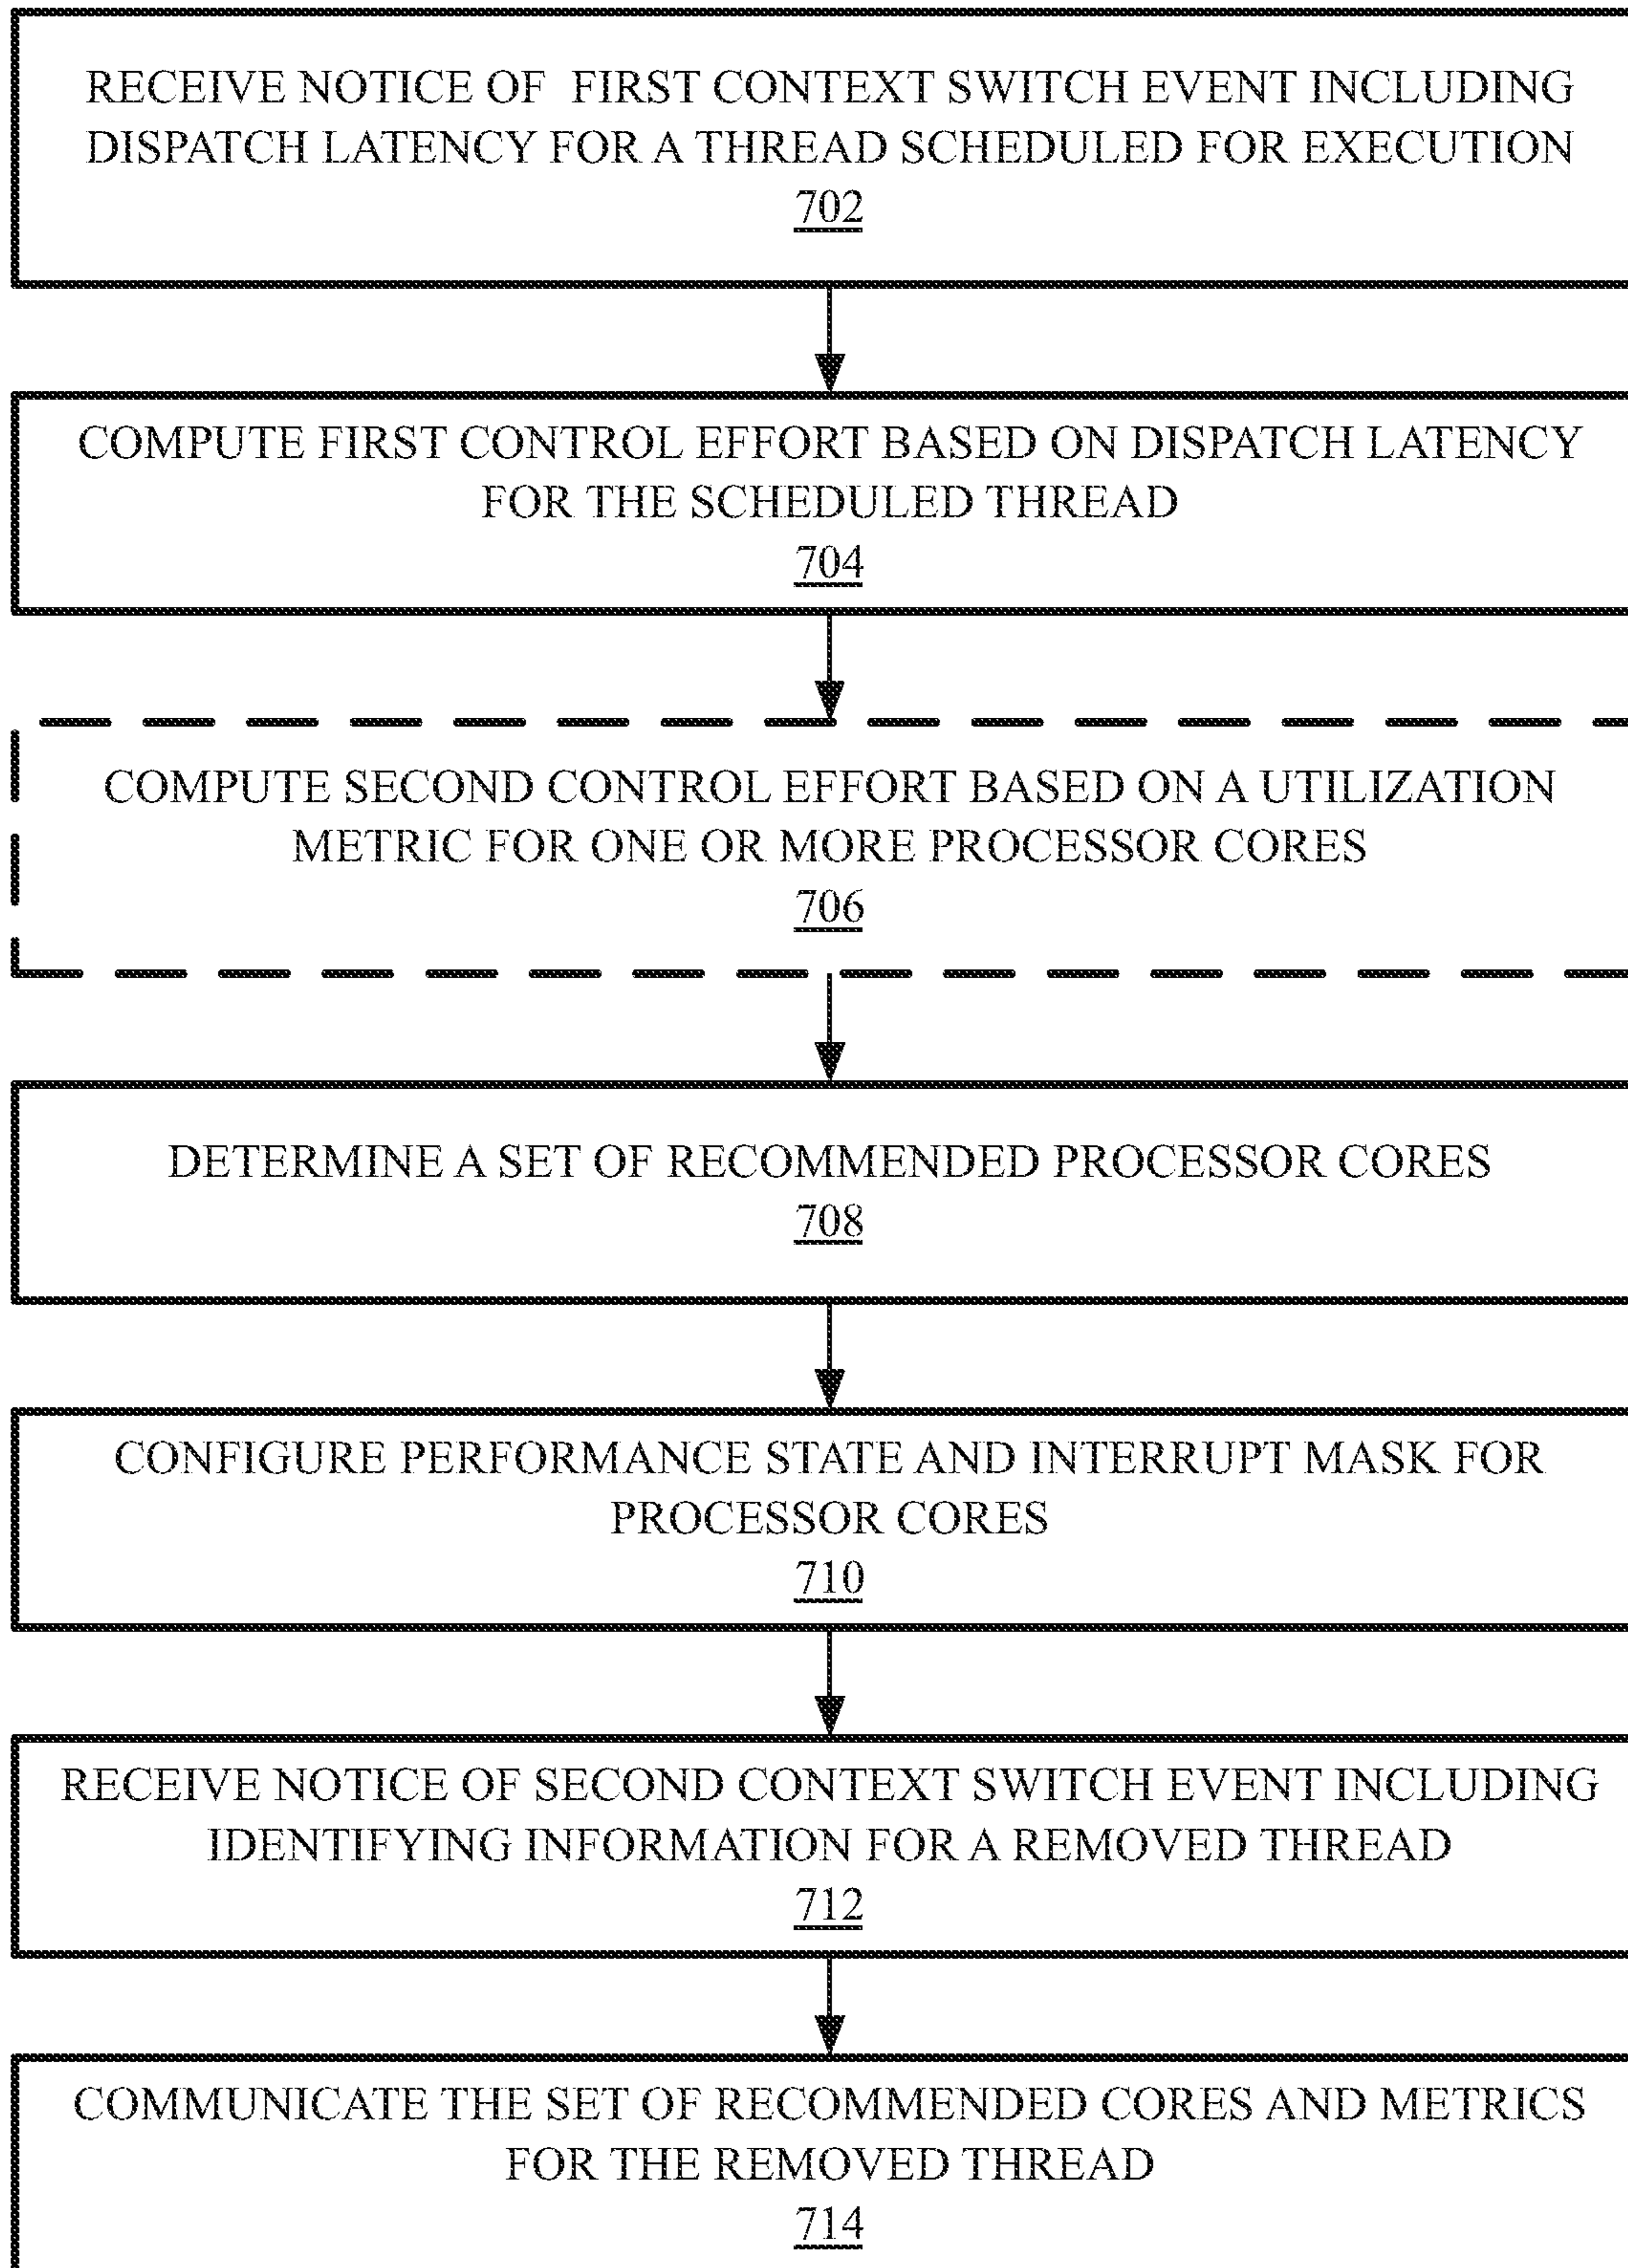 RECEIVE NOTICE OF FIRST CONTEXT SWITCH EVENT INCLUDING
DISPATCH LATENCY FOR A THREAD SCHEDULED FOR EXECUTION
702
COMPUTE FIRST CONTROL EFFORT BASED ON DISPATCH LATENCY
FOR THE SCHEDULED THREAD
704
COMPUTE SECOND CONTROL EFFORT BASED ON A UTILIZATION
METRIC FOR ONE OR MORE PROCESSOR CORES
706
DETERMINE A SET OF RECOMMENDED PROCESSOR CORES
708
CONFIGURE PERFORMANCE STATE AND INTERRUPT MASK FOR
PROCESSOR CORES
710
RECEIVE NOTICE OF SECOND CONTEXT SWITCH EVENT INCLUDING
IDENTIFYING INFORMATION FOR A REMOVED THREAD
712
COMMUNICATE THE SET OF RECOMMENDED CORES AND METRICS
FOR THE REMOVED THREAD
714